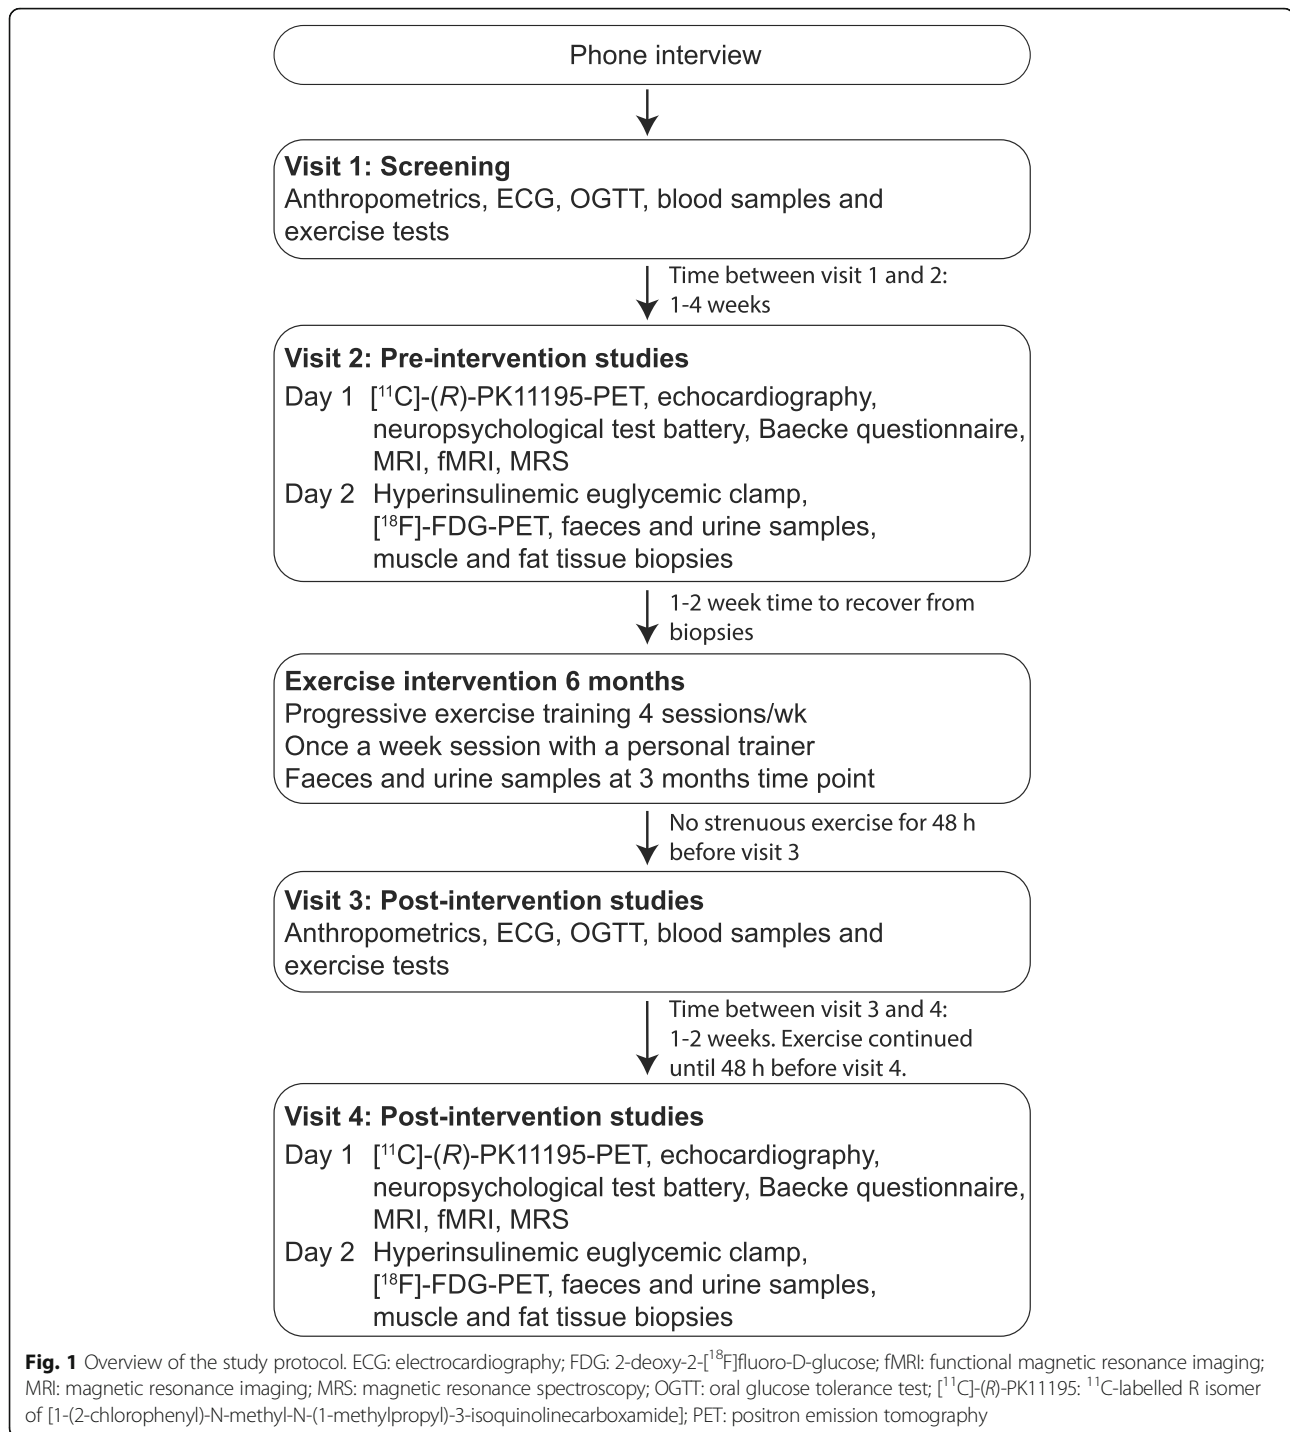 Phone interview
Visit 1: Screening
Anthropometrics, ECG, OGTT, blood samples and
exercise tests
Time between visit 1 and 2:
1-4 weeks
Visit 2: Pre-intervention studies
Day 1 [¹¹C]-(R)-PK11195-PET, echocardiography,
neuropsychological test battery, Baecke questionnaire,
MRI, fMRI, MRS
Day 2 Hyperinsulinemic euglycemic clamp,
[¹⁸F]-FDG-PET, faeces and urine samples,
muscle and fat tissue biopsies
1-2 week time to recover from
biopsies
Exercise intervention 6 months
Progressive exercise training 4 sessions/wk
Once a week session with a personal trainer
Faeces and urine samples at 3 months time point
No strenuous exercise for 48 h
before visit 3
Visit 3: Post-intervention studies
Anthropometrics, ECG, OGTT, blood samples and
exercise tests
Time between visit 3 and 4:
1-2 weeks. Exercise continued
until 48 h before visit 4.
Visit 4: Post-intervention studies
Day 1 [¹¹C]-(R)-PK11195-PET, echocardiography,
neuropsychological test battery, Baecke questionnaire,
MRI, fMRI, MRS
Day 2 Hyperinsulinemic euglycemic clamp,
[¹⁸F]-FDG-PET, faeces and urine samples,
muscle and fat tissue biopsies
Fig. 1 Overview of the study protocol. ECG: electrocardiography; FDG: 2-deoxy-2-[¹⁸F]fluoro-D-glucose; fMRI: functional magnetic resonance imaging;
MRI: magnetic resonance imaging; MRS: magnetic resonance spectroscopy; OGTT: oral glucose tolerance test; [¹¹C]-(R)-PK11195: ¹¹C-labelled R isomer
of [1-(2-chlorophenyl)-N-methyl-N-(1-methylpropyl)-3-isoquinolinecarboxamide]; PET: positron emission tomography